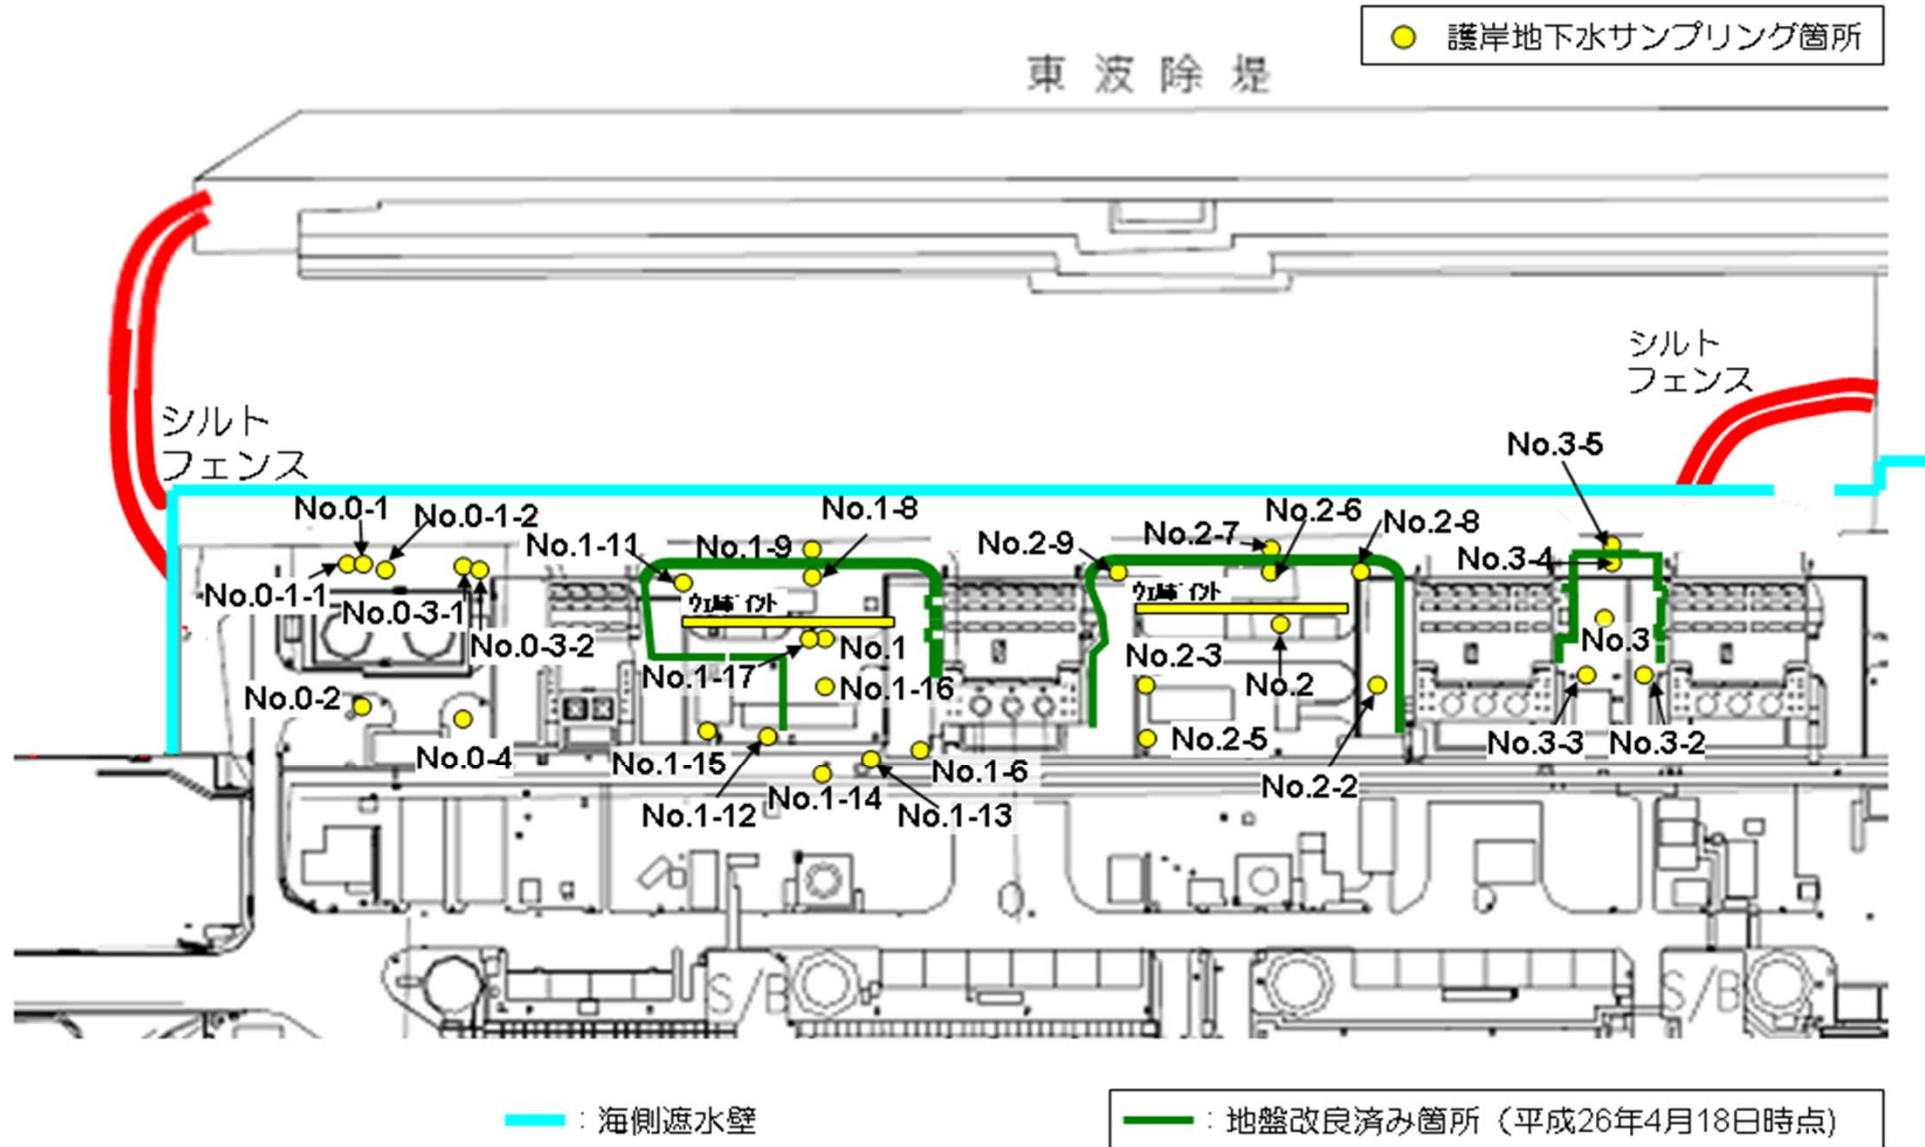 護岸地下水サンプリング箇所
東波除堤
シルト
フェンス
シルト
フェンス
No.3-5
No.0-1
No.0-1-2
No.1-8
No.2-6
No.2-7
No.2-8
No.1-11
No.1-9
No.2-9
No.3-4
No.0-1-1
No.0-3-1
ウェルポイント
ウェルポイント
No.0-3-2
No.1
No.3
No.2-3
No.1-17
No.1-16
No.2
No.0-2
No.2-5
No.3-3
No.3-2
No.0-4
No.1-15
No.1-6
No.2-2
No.1-14
No.1-12
No.1-13
S/B
S/B
：海側遮水壁
：地盤改良済み箇所（平成26年4月18日時点)